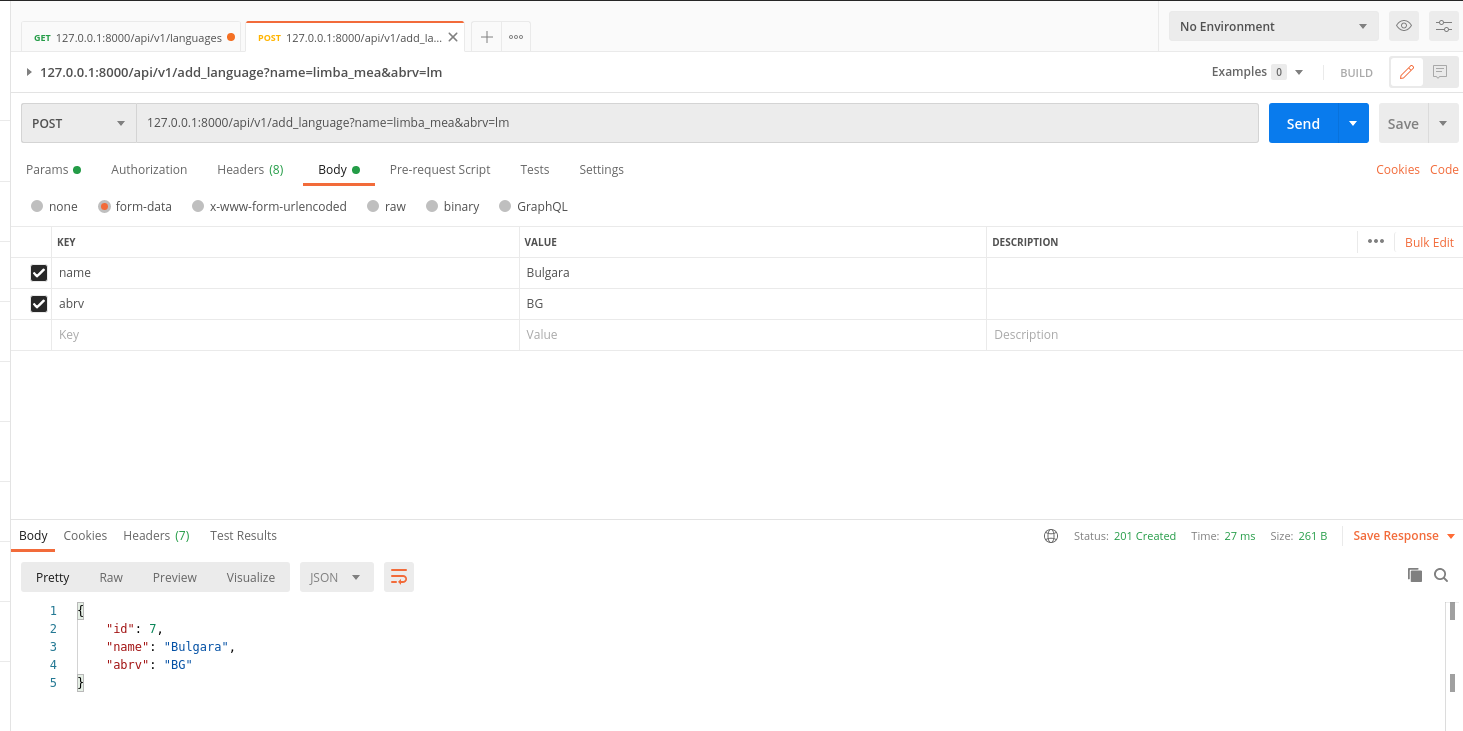 GET 127.0.0.1:8000/api/v1/languages POST 127.0.0.1:8000/api/v1/add_la... No Environment
127.0.0.1:8000/api/v1/add_language?name=limba_mea&abrv=lm Examples 0 BUILD
POST 127.0.0.1:8000/api/v1/add_language?name=limba_mea&abrv=lm Send Save
Params Authorization Headers (8) Body Pre-request Script Tests Settings Cookies Code
none form-data x-www-form-urlencoded raw binary GraphQL
KEY VALUE DESCRIPTION Bulk Edit
name Bulgara
abrv BG
Key Value Description
Body Cookies Headers (7) Test Results Status: 201 Created Time: 27 ms Size: 261 B Save Response
Pretty Raw Preview Visualize JSON
1 {
2 "id": 7,
3 "name": "Bulgara",
4 "abrv": "BG"
5 }